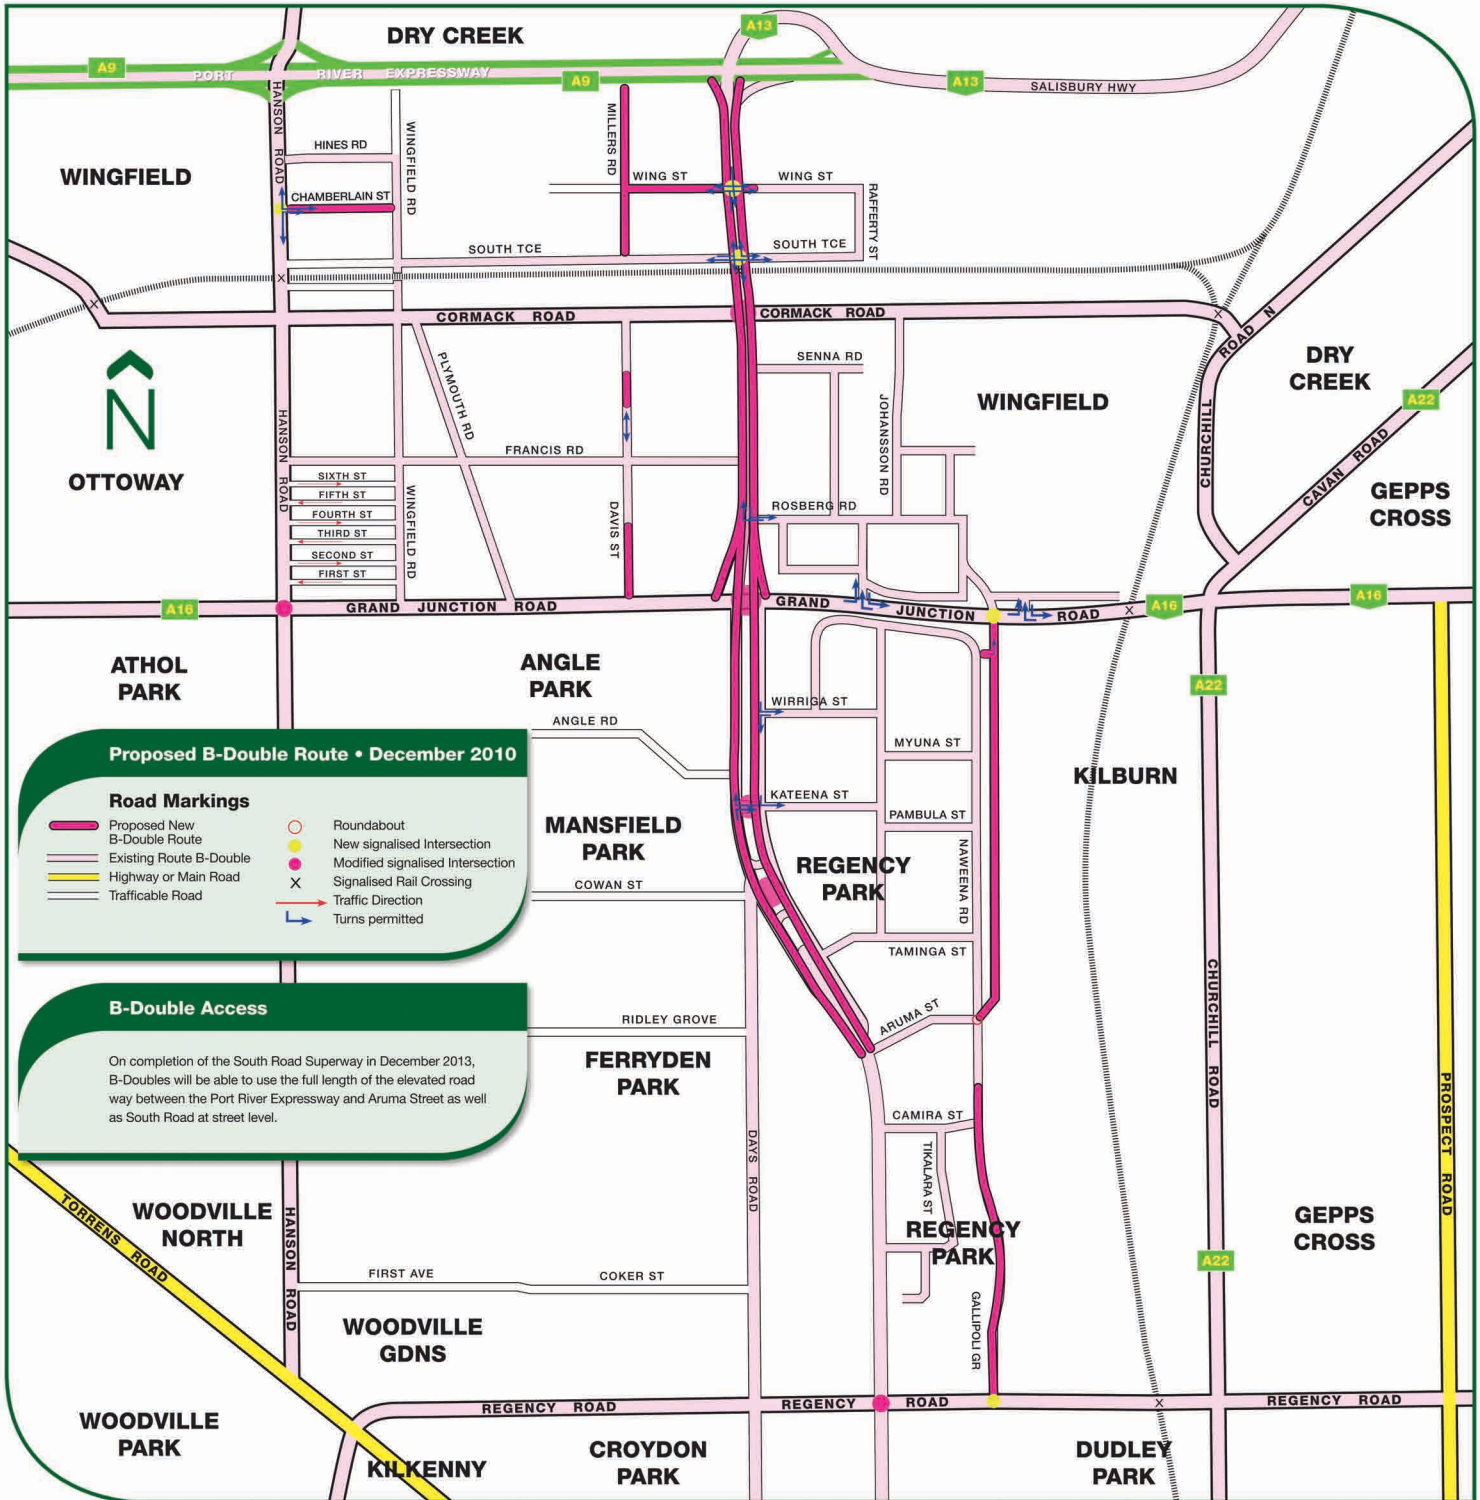 DRY CREEK
A13
A9
PORT RIVER EXPRESSWAY
A9
A13
SALISBURY HWY
HANSON ROAD
HINES RD
WINGFIELD RD
MILLERS RD
WINGFIELD
WING ST
WING ST
CHAMBERLAIN ST
RAFFERTY ST
SOUTH TCE
SOUTH TCE
CORMACK ROAD
CORMACK ROAD
ROAD N
N
PLYMOUTH RD
SENNA RD
DRY
CREEK
A22
WINGFIELD
JOHANSSON RD
CHURCHILL
CAVAN ROAD
HANSON ROAD
FRANCIS RD
OTTOWAY
SIXTH ST
FIFTH ST
FOURTH ST
THIRD ST
SECOND ST
FIRST ST
WINGFIELD RD
DAVIS ST
ROSBERG RD
GEPPS
CROSS
A16
GRAND JUNCTION ROAD
GRAND JUNCTION ROAD
A16
A16
ATHOL
PARK
ANGLE
PARK
A22
WIRRIGA ST
ANGLE RD
MYUNA ST
KILBURN
KATEENA ST
PAMBULA ST
MANSFIELD
PARK
REGENCY
PARK
NAWEENA RD
COWAN ST
TAMINGA ST
CHURCHILL ROAD
Proposed B-Double Route • December 2010
Road Markings
Proposed New
B-Double Route
Existing Route B-Double
Highway or Main Road
Trafficable Road
Roundabout
New signalised Intersection
Modified signalised Intersection
X Signalised Rail Crossing
Traffic Direction
Turns permitted
B-Double Access
On completion of the South Road Superway in December 2013,
B-Doubles will be able to use the full length of the elevated road
way between the Port River Expressway and Aruma Street as well
as South Road at street level.
ARUMA ST
RIDLEY GROVE
FERRYDEN
PARK
CAMIRA ST
PROSPECT ROAD
DAYS ROAD
TIKALARA ST
TORRENS ROAD
WOODVILLE
NORTH
HANSON ROAD
REGENCY
PARK
GEPPS
CROSS
A22
FIRST AVE
COKER ST
GALLIPOLI GR
WOODVILLE
GDNS
REGENCY ROAD
REGENCY ROAD
REGENCY ROAD
WOODVILLE
PARK
KILKENNY
CROYDON
PARK
DUDLEY
PARK